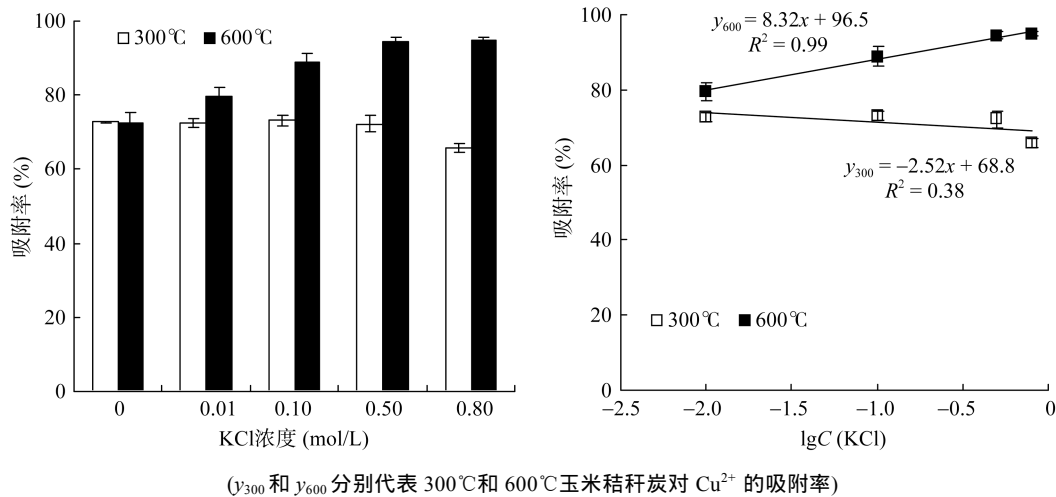 100
80
60
40
20
0
吸附率 (%)
300℃ 600℃
0 0.01 0.10 0.50 0.80
KCl浓度 (mol/L)
100
80
60
40
20
0
吸附率 (%)
y600 = 8.32x + 96.5
R² = 0.99
y300 = –2.52x + 68.8
R² = 0.38
300℃ 600℃
–2.5 –2.0 –1.0 –0.5 0
lgC (KCl)
(y300 和 y600 分别代表 300℃和 600℃玉米秸秆炭对 Cu²⁺ 的吸附率)